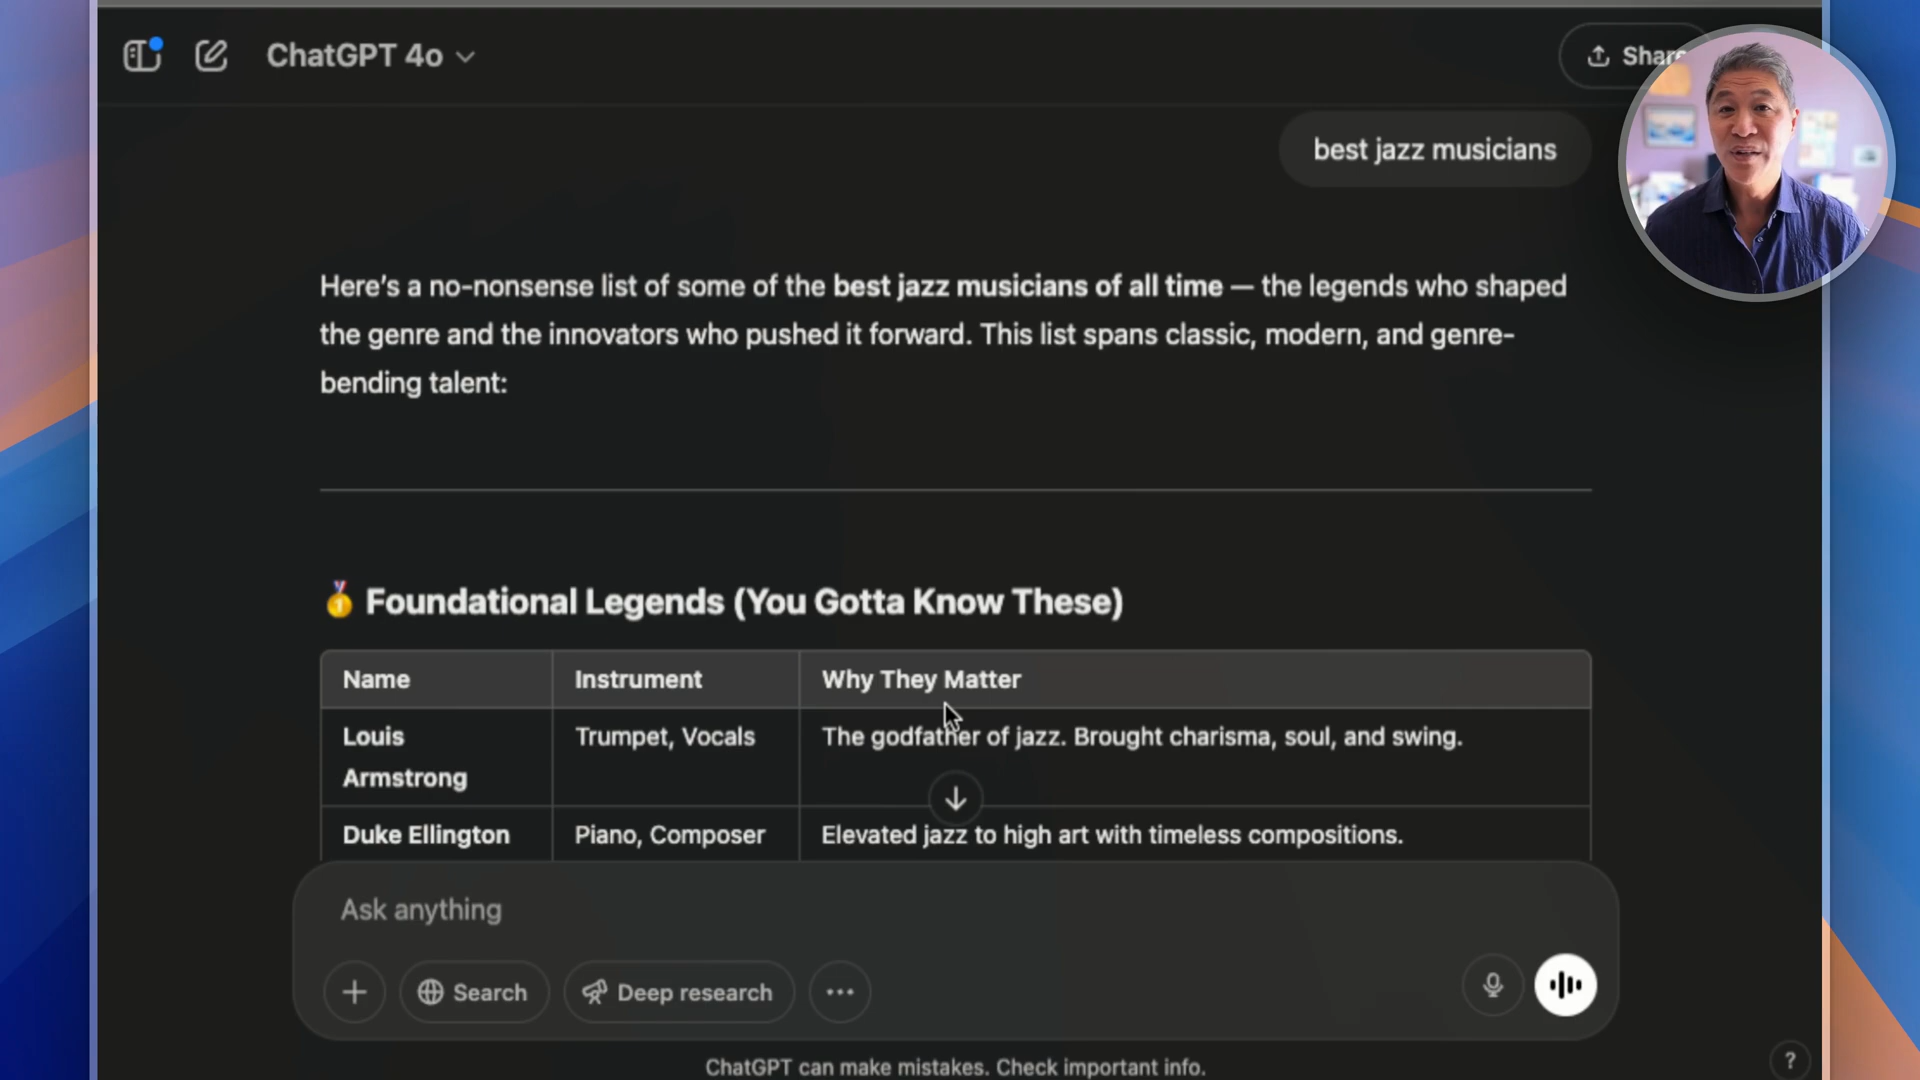 ChatGPT 4o
Share
best jazz musicians
Here's a no-nonsense list of some of the best jazz musicians of all time — the legends who shaped
the genre and the innovators who pushed it forward. This list spans classic, modern, and genre-
bending talent:
🥇 Foundational Legends (You Gotta Know These)
Name Instrument Why They Matter
Louis Armstrong Trumpet, Vocals The godfather of jazz. Brought charisma, soul, and swing.
Duke Ellington Piano, Composer Elevated jazz to high art with timeless compositions.
Ask anything
Search Deep research
ChatGPT can make mistakes. Check important info.
?